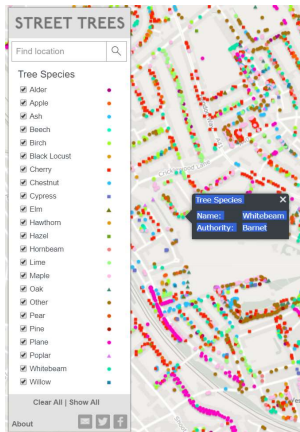 STREET TREES
Find location
Tree Species
Alder
Apple
Ash
Beech
Birch
Black Locust
Cherry
Chestnut
Cypress
Elm
Hawthorn
Hazel
Hornbeam
Lime
Maple
Oak
Other
Pear
Pine
Plane
Poplar
Whitebeam
Willow
Clear All | Show All
About
Tree Species
Name: Whitebeam
Authority: Barnet